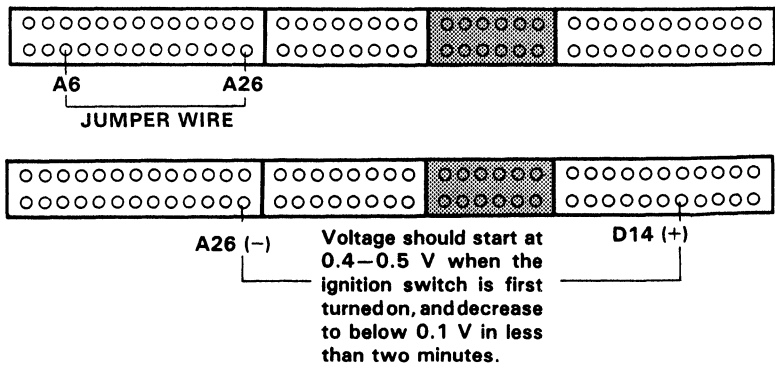 A6 A26
JUMPER WIRE
A26 (−)
Voltage should start at
0.4—0.5 V when the
ignition switch is first
turned on, and decrease
to below 0.1 V in less
than two minutes.
D14 (+)